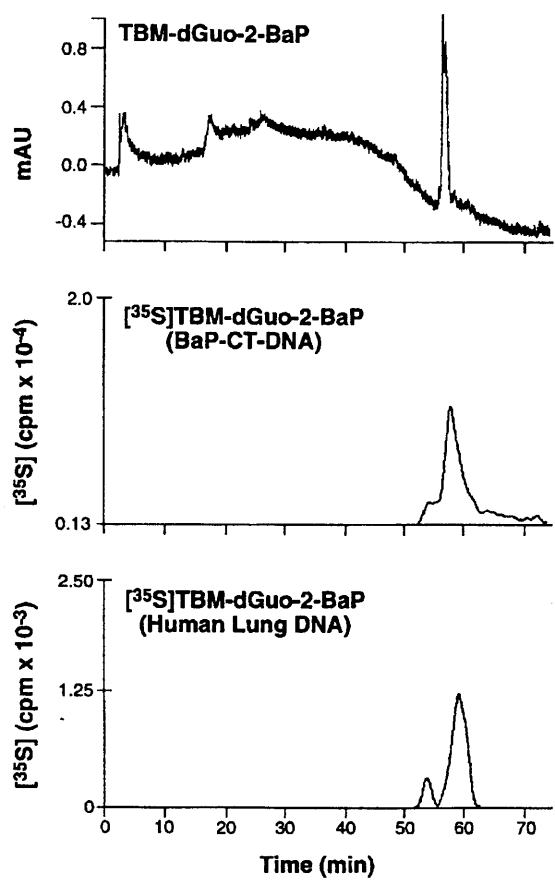 TBM-dGuo-2-BaP
0.8
0.4
0.0
-0.4
mAU
[³⁵S]TBM-dGuo-2-BaP
(BaP-CT-DNA)
2.0
0.13
[³⁵S] (cpm x 10⁻⁴)
[³⁵S]TBM-dGuo-2-BaP
(Human Lung DNA)
2.50
1.25
0
[³⁵S] (cpm x 10⁻³)
0 10 20 30 40 50 60 70
Time (min)